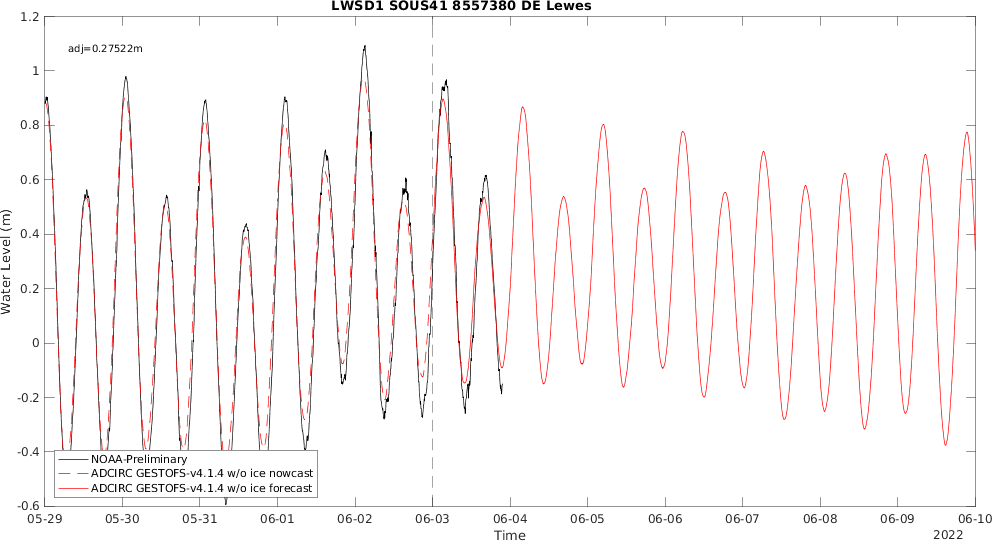 LWSD1 SOUS41 8557380 DE Lewes
adj=0.27522m
1.2
1
0.8
0.6
0.4
0.2
0
-0.2
-0.4
-0.6
Water Level (m)
NOAA-Preliminary
ADCIRC GESTOFS-v4.1.4 w/o ice nowcast
ADCIRC GESTOFS-v4.1.4 w/o ice forecast
05-29 05-30 05-31 06-01 06-02 06-03 06-04 06-05 06-06 06-07 06-08 06-09 06-10
Time
2022